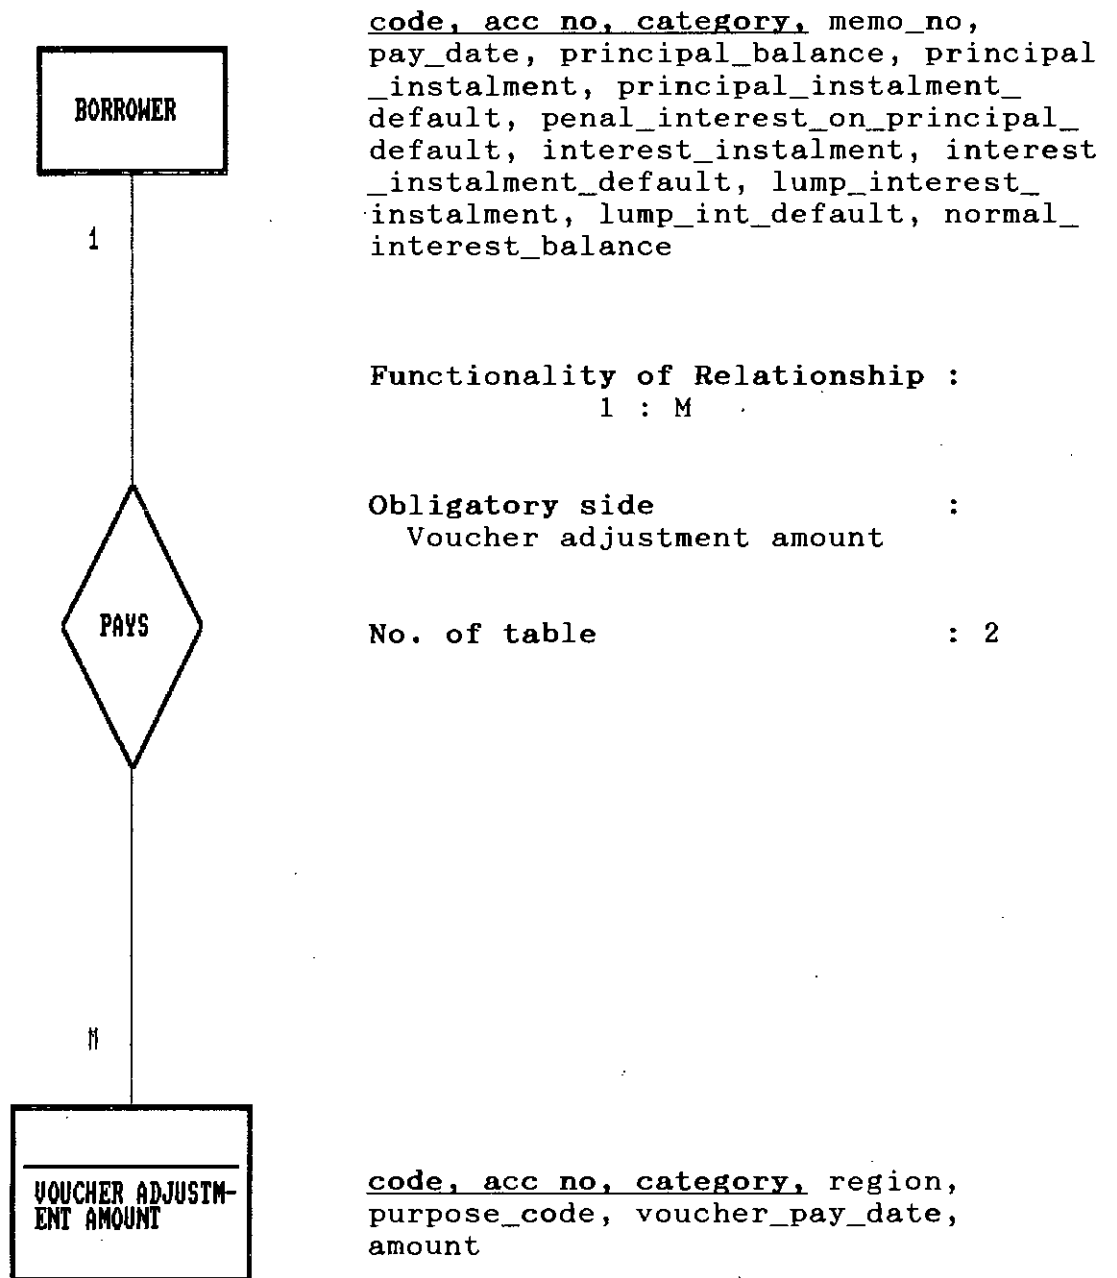 code, acc no, category, memo_no,
pay_date, principal_balance, principal
_instalment, principal_instalment_
default, penal_interest_on_principal_
default, interest_instalment, interest
_instalment_default, lump_interest_
instalment, lump_int_default, normal_
interest_balance
BORROWER
1
Functionality of Relationship :
1 : M
Obligatory side :
Voucher adjustment amount
PAYS
No. of table : 2
M
VOUCHER ADJUSTM-
ENT AMOUNT
code, acc no, category, region,
purpose_code, voucher_pay_date,
amount